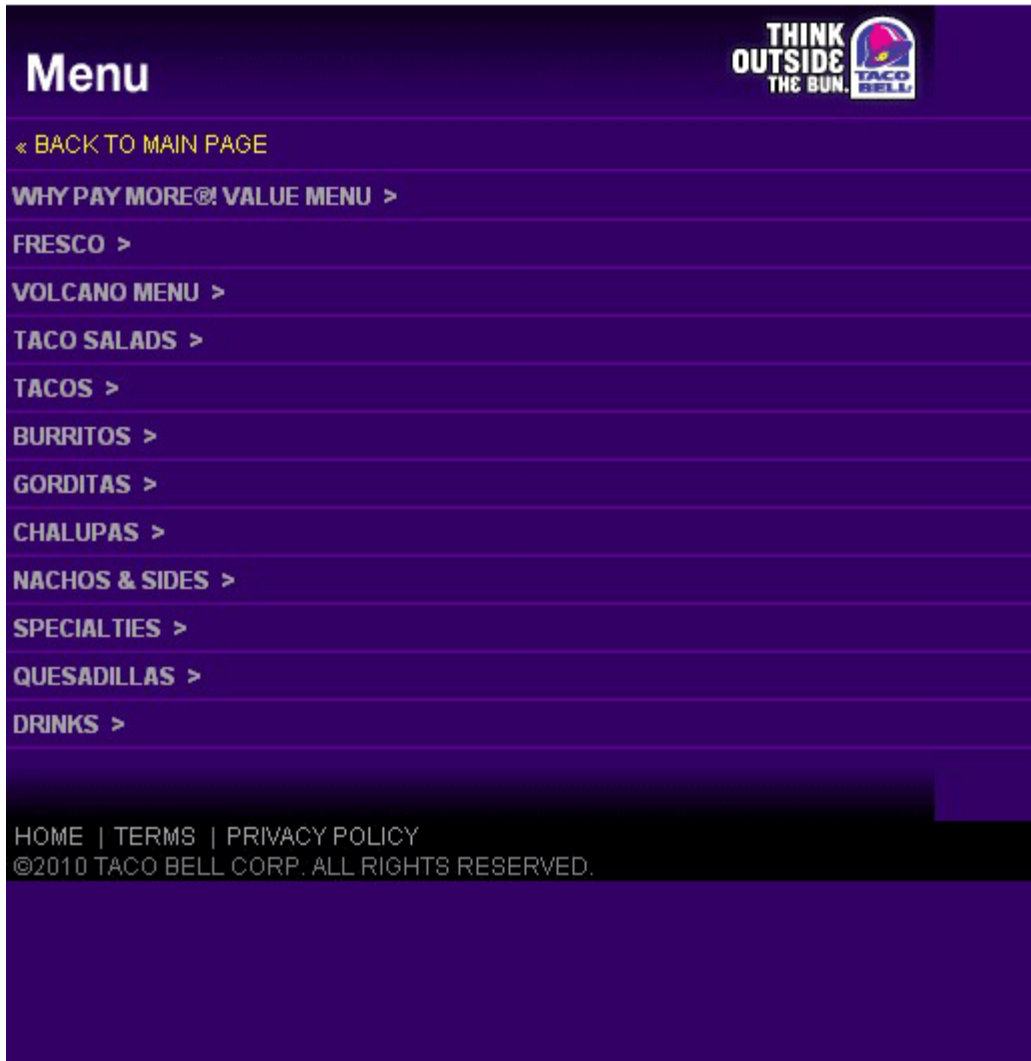 Menu
THINK
OUTSIDE
THE BUN.
TACO
BELL
« BACK TO MAIN PAGE
WHY PAY MORE®! VALUE MENU >
FRESCO >
VOLCANO MENU >
TACO SALADS >
TACOS >
BURRITOS >
GORDITAS >
CHALUPAS >
NACHOS & SIDES >
SPECIALTIES >
QUESADILLAS >
DRINKS >
HOME | TERMS | PRIVACY POLICY
©2010 TACO BELL CORP. ALL RIGHTS RESERVED.